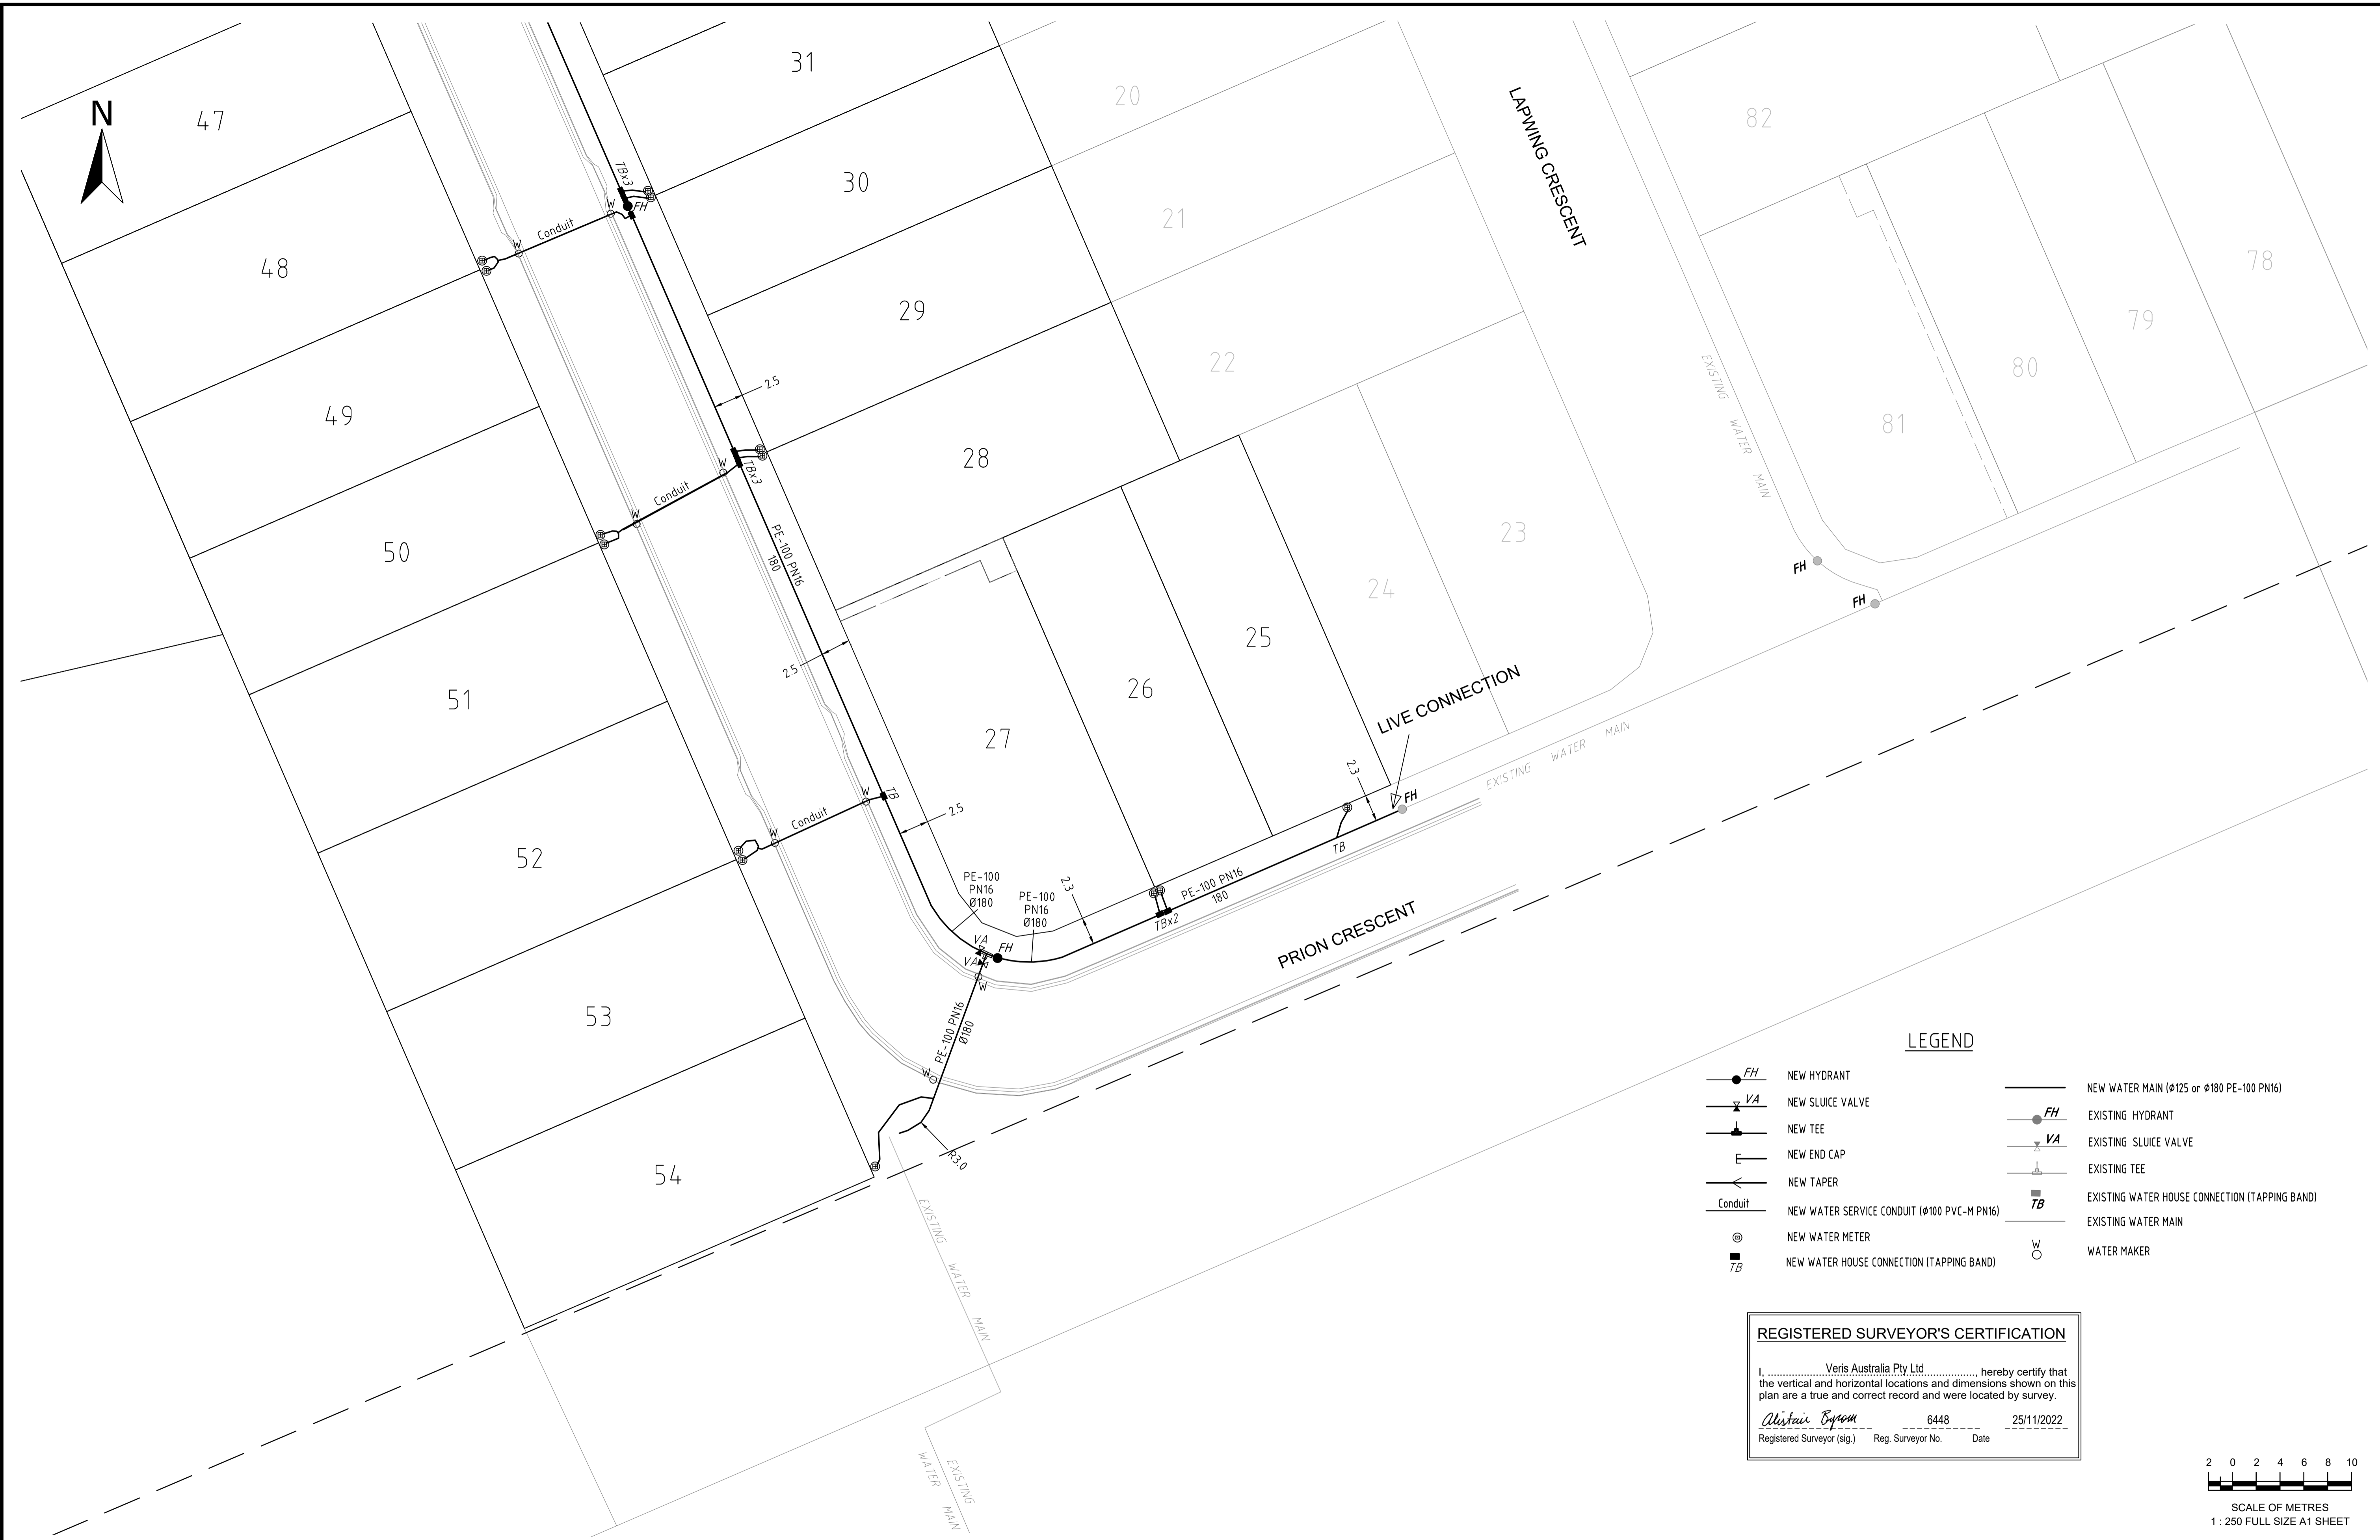 N
47
31
20
82
LAPWING CRESCENT
TBx3
FH
30
W
Conduit
W
48
21
78
29
79
EXISTING WATER MAIN
22
80
2.5
49
81
28
W
TBx3
Conduit
W
50
23
PE-100 PN16
180
FH
FH
24
25
2.5
51
26
LIVE CONNECTION
27
EXISTING WATER MAIN
2.3
FH
W
TB
2.5
Conduit
W
52
TB
PE-100
PN16
Ø180
PE-100
PN16
Ø180
2.3
PE-100 PN16
180
TBx2
PRION CRESCENT
VA
FH
VA
W
53
PE-100 PN16
Ø180
W
54
R3.0
EXISTING WATER MAIN
EXISTING
WATER MAIN
LEGEND
FH NEW HYDRANT
VA NEW SLUICE VALVE
NEW TEE
NEW END CAP
NEW TAPER
Conduit NEW WATER SERVICE CONDUIT (Ø100 PVC-M PN16)
NEW WATER METER
TB NEW WATER HOUSE CONNECTION (TAPPING BAND)
NEW WATER MAIN (Ø125 or Ø180 PE-100 PN16)
FH EXISTING HYDRANT
VA EXISTING SLUICE VALVE
EXISTING TEE
TB EXISTING WATER HOUSE CONNECTION (TAPPING BAND)
EXISTING WATER MAIN
W WATER MAKER
REGISTERED SURVEYOR'S CERTIFICATION
I, Veris Australia Pty Ltd, hereby certify that
the vertical and horizontal locations and dimensions shown on this
plan are a true and correct record and were located by survey.
Alistair Byrom 6448 25/11/2022
Registered Surveyor (sig.) Reg. Surveyor No. Date
2 0 2 4 6 8 10
SCALE OF METRES
1 : 250 FULL SIZE A1 SHEET